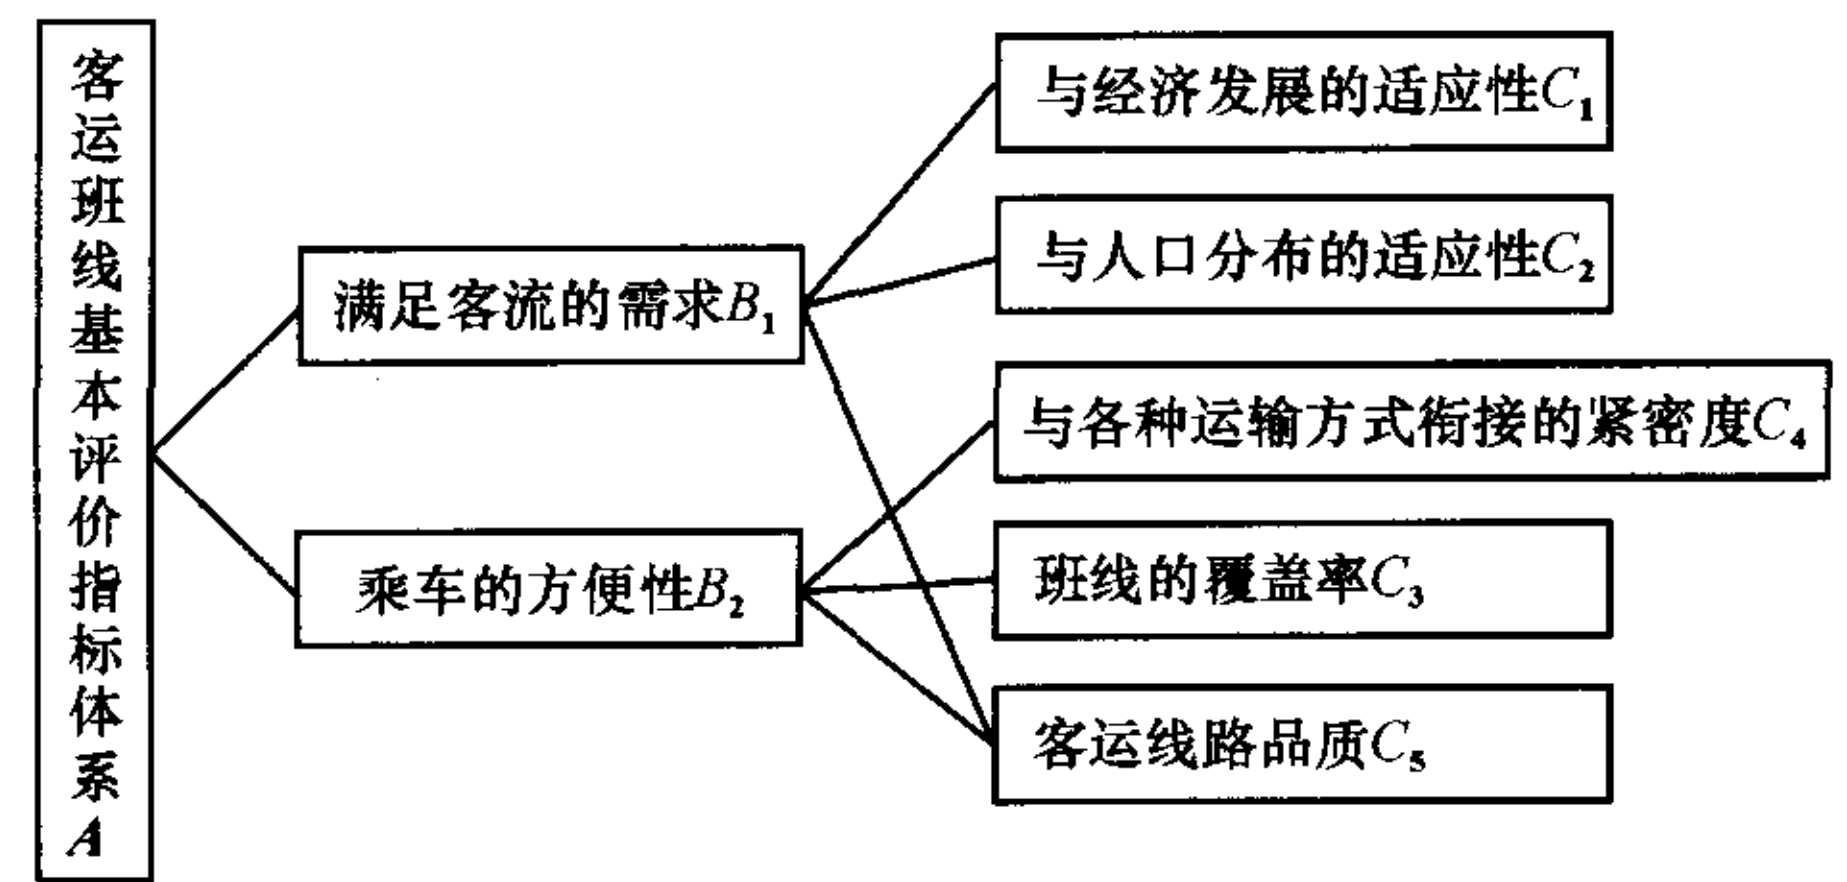 客运班线基本评价指标体系A
满足客流的需求B₁
乘车的方便性B₂
与经济发展的适应性C₁
与人口分布的适应性C₂
与各种运输方式衔接的紧密度C₄
班线的覆盖率C₃
客运线路品质C₅